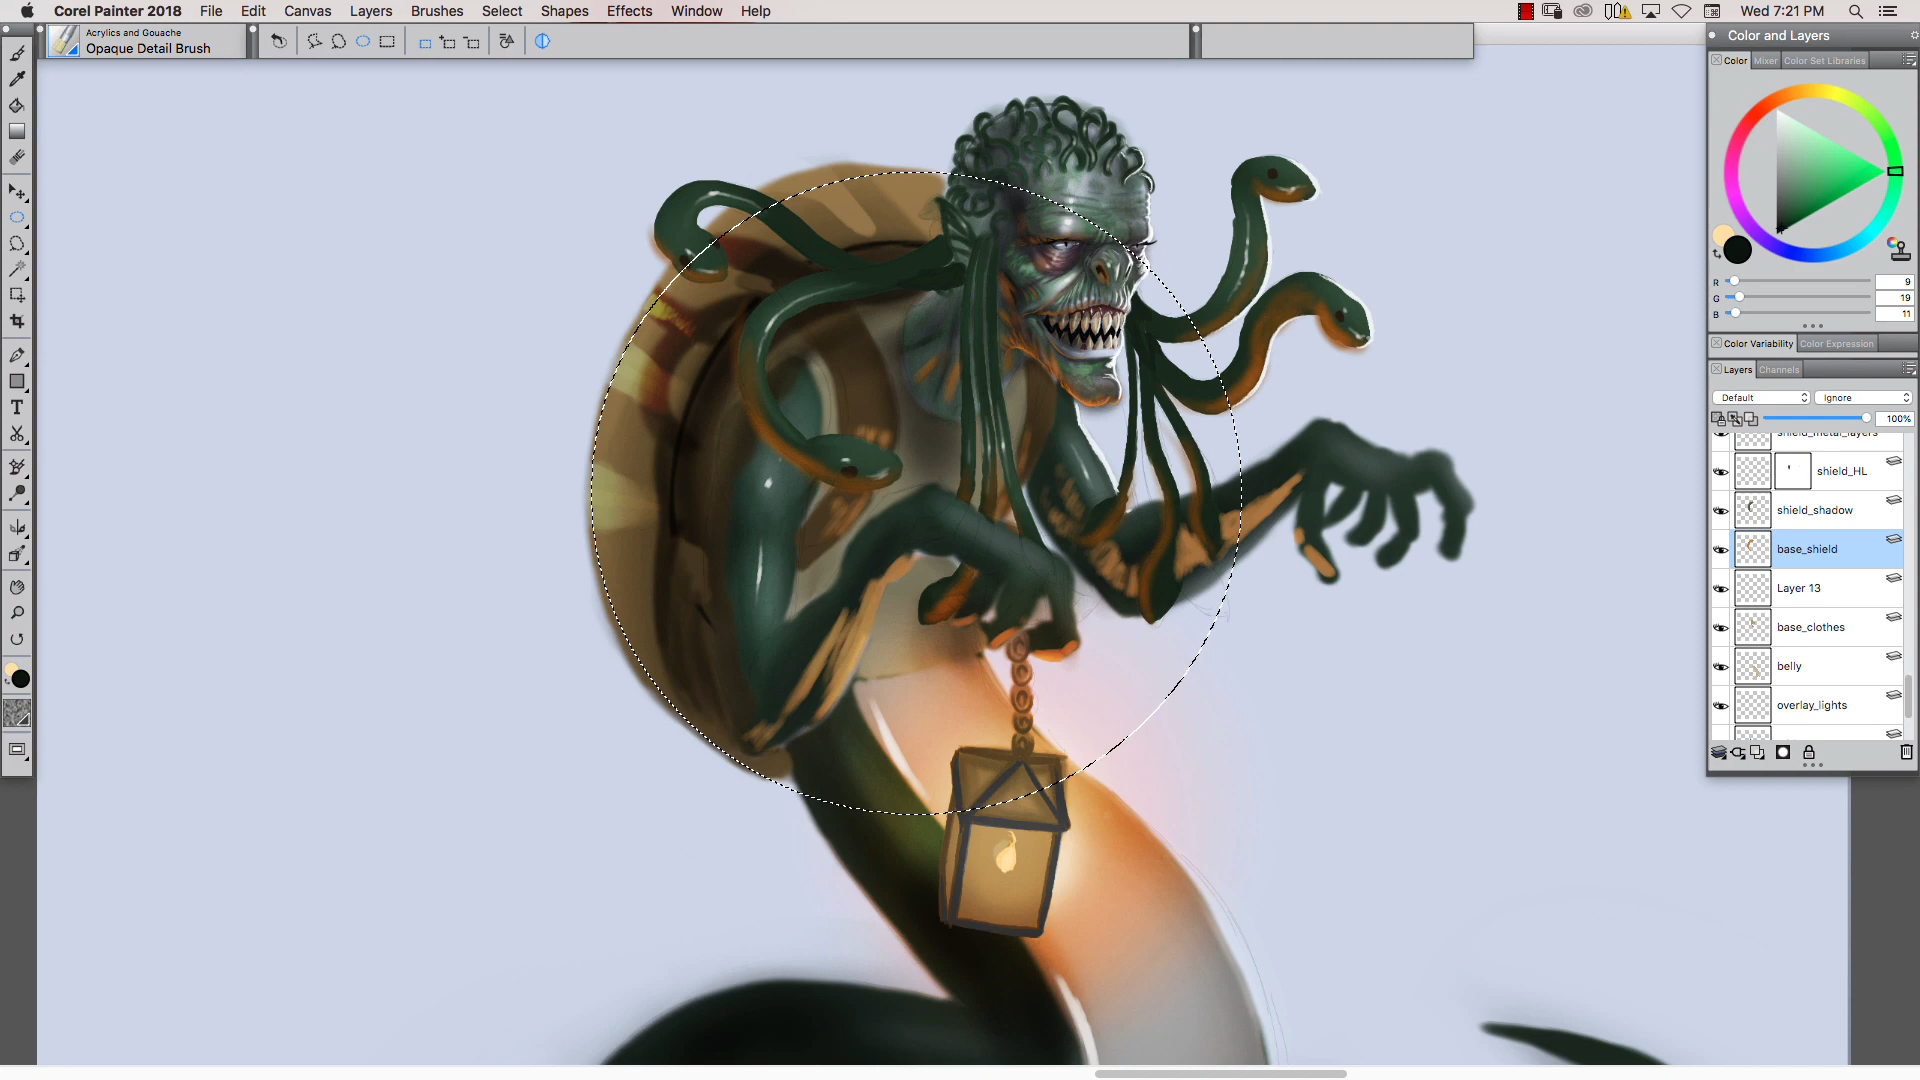 Corel Painter 2018 File Edit Canvas Layers Brushes Select Shapes Effects Window Help Wed 7:21 PM
Acrylics and Gouache
Opaque Detail Brush
Color and Layers
Color Mixer Color Set Libraries
R 9
G 19
B 11
Color Variability Color Expression
Layers Channels
Default Ignore
100%
shield_metal_layers
shield_HL
shield_shadow
base_shield
Layer 13
base_clothes
belly
overlay_lights
T